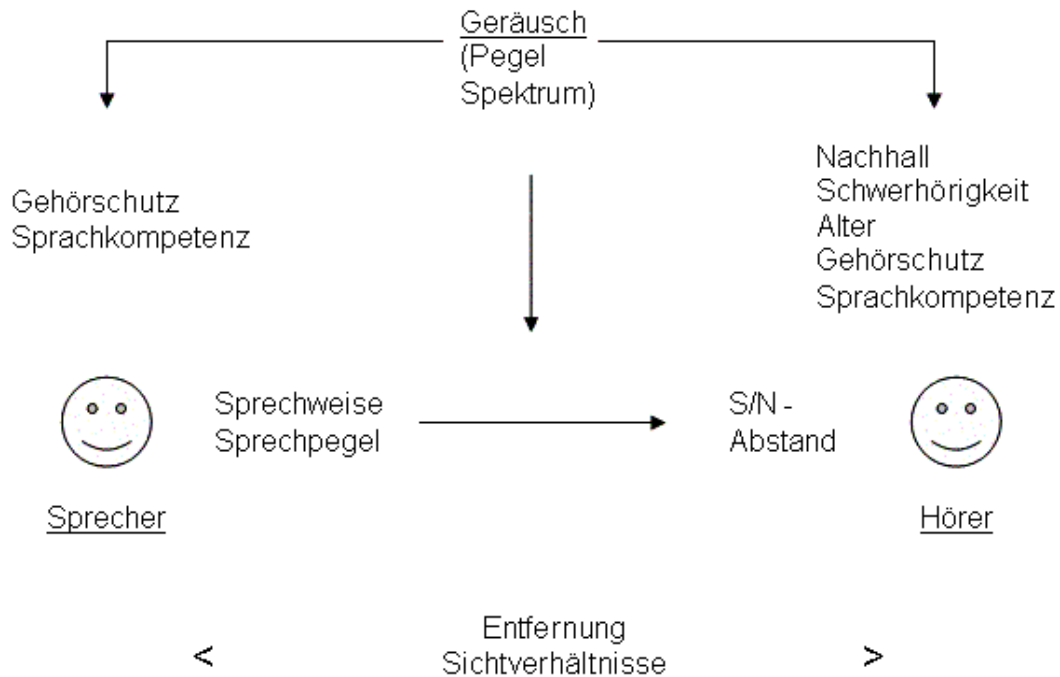 Geräusch
(Pegel
Spektrum)
Gehörschutz
Sprachkompetenz
Nachhall
Schwerhörigkeit
Alter
Gehörschutz
Sprachkompetenz
Sprechweise
Sprechpegel
S/N -
Abstand
Sprecher
Hörer
Entfernung
< Sichtverhältnisse >